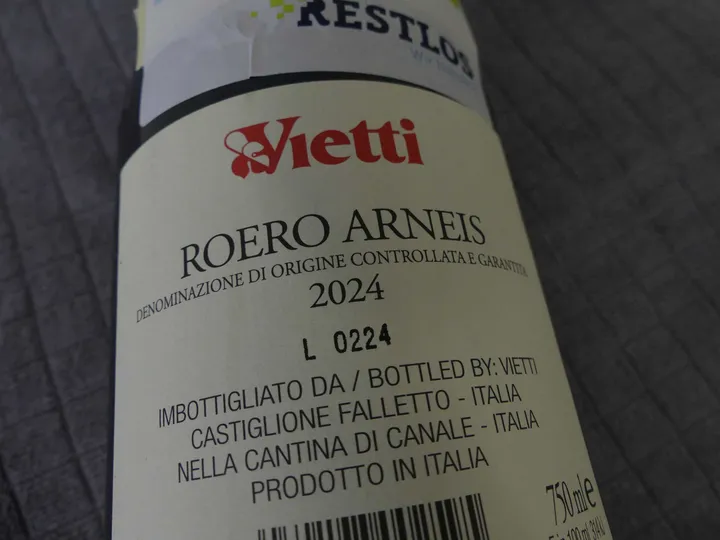 RESTLOS
Vietti
ROERO ARNEIS
DENOMINAZIONE DI ORIGINE CONTROLLATA E GARANTITA
2024
L 0224
IMBOTTIGLIATO DA / BOTTLED BY: VIETTI
CASTIGLIONE FALLETTO - ITALIA
NELLA CANTINA DI CANALE - ITALIA
PRODOTTO IN ITALIA
750 ml e